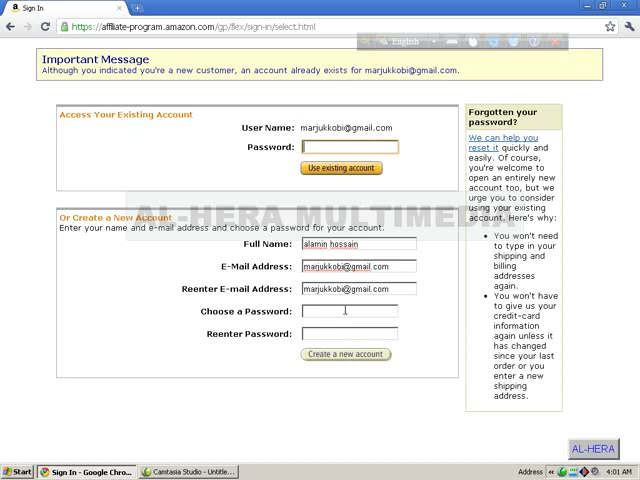 Sign In
https://affiliate-program.amazon.com/gp/flex/sign-in/select.html
English
Important Message
Although you indicated you're a new customer, an account already exists for marjukkobi@gmail.com.
Access Your Existing Account
User Name: marjukkobi@gmail.com
Password:
Use existing account
Or Create a New Account
Enter your name and e-mail address and choose a password for your account.
Full Name: alamin hossain
E-Mail Address: marjukkobi@gmail.com
Reenter E-mail Address: marjukkobi@gmail.com
Choose a Password:
Reenter Password:
Create a new account
Forgotten your
password?
We can help you
reset it quickly and
easily. Of course,
you're welcome to
open an entirely new
account too, but we
urge you to consider
using your existing
account. Here's why:
• You won't need
to type in your
shipping and
billing
addresses
again.
• You won't have
to give us your
credit-card
information
again unless it
has changed
since your last
order or you
enter a new
shipping
address.
AL-HERA MULTIMEDIA
AL-HERA
Start
Sign In - Google Chro...
Camtasia Studio - Untitle...
Address
4:01 AM